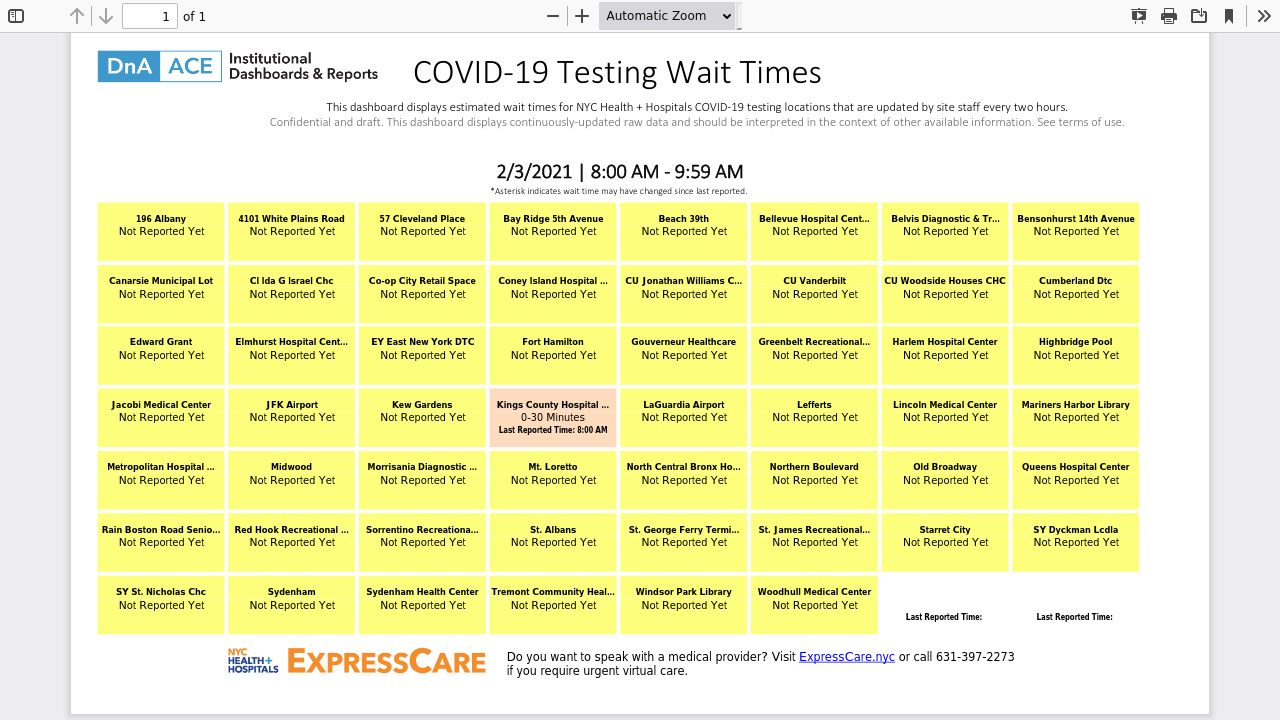 1 of 1
Automatic Zoom
DnA ACE Institutional
Dashboards & Reports
COVID-19 Testing Wait Times
This dashboard displays estimated wait times for NYC Health + Hospitals COVID-19 testing locations that are updated by site staff every two hours.
Confidential and draft. This dashboard displays continuously-updated raw data and should be interpreted in the context of other available information. See terms of use.
2/3/2021 | 8:00 AM - 9:59 AM
*Asterisk indicates wait time may have changed since last reported.
196 Albany 4101 White Plains Road 57 Cleveland Place Bay Ridge 5th Avenue Beach 39th Bellevue Hospital Cent... Belvis Diagnostic & Tr... Bensonhurst 14th Avenue
Not Reported Yet Not Reported Yet Not Reported Yet Not Reported Yet Not Reported Yet Not Reported Yet Not Reported Yet Not Reported Yet
Canarsie Municipal Lot CI Ida G Israel Chc Co-op City Retail Space Coney Island Hospital ... CU Jonathan Williams C... CU Vanderbilt CU Woodside Houses CHC Cumberland Dtc
Not Reported Yet Not Reported Yet Not Reported Yet Not Reported Yet Not Reported Yet Not Reported Yet Not Reported Yet Not Reported Yet
Edward Grant Elmhurst Hospital Cent... EY East New York DTC Fort Hamilton Gouverneur Healthcare Greenbelt Recreational... Harlem Hospital Center Highbridge Pool
Not Reported Yet Not Reported Yet Not Reported Yet Not Reported Yet Not Reported Yet Not Reported Yet Not Reported Yet Not Reported Yet
Jacobi Medical Center JFK Airport Kew Gardens Kings County Hospital ... LaGuardia Airport Lefferts Lincoln Medical Center Mariners Harbor Library
Not Reported Yet Not Reported Yet Not Reported Yet 0-30 Minutes Not Reported Yet Not Reported Yet Not Reported Yet Not Reported Yet
Last Reported Time: 8:00 AM
Metropolitan Hospital ... Midwood Morrisania Diagnostic ... Mt. Loretto North Central Bronx Ho... Northern Boulevard Old Broadway Queens Hospital Center
Not Reported Yet Not Reported Yet Not Reported Yet Not Reported Yet Not Reported Yet Not Reported Yet Not Reported Yet Not Reported Yet
Rain Boston Road Senio... Red Hook Recreational ... Sorrentino Recreationa... St. Albans St. George Ferry Termi... St. James Recreational... Starret City SY Dyckman Lcdla
Not Reported Yet Not Reported Yet Not Reported Yet Not Reported Yet Not Reported Yet Not Reported Yet Not Reported Yet Not Reported Yet
SY St. Nicholas Chc Sydenham Sydenham Health Center Tremont Community Heal... Windsor Park Library Woodhull Medical Center
Not Reported Yet Not Reported Yet Not Reported Yet Not Reported Yet Not Reported Yet Not Reported Yet
Last Reported Time: Last Reported Time:
NYC
HEALTH+
HOSPITALS
EXPRESSCARE
Do you want to speak with a medical provider? Visit ExpressCare.nyc or call 631-397-2273
if you require urgent virtual care.